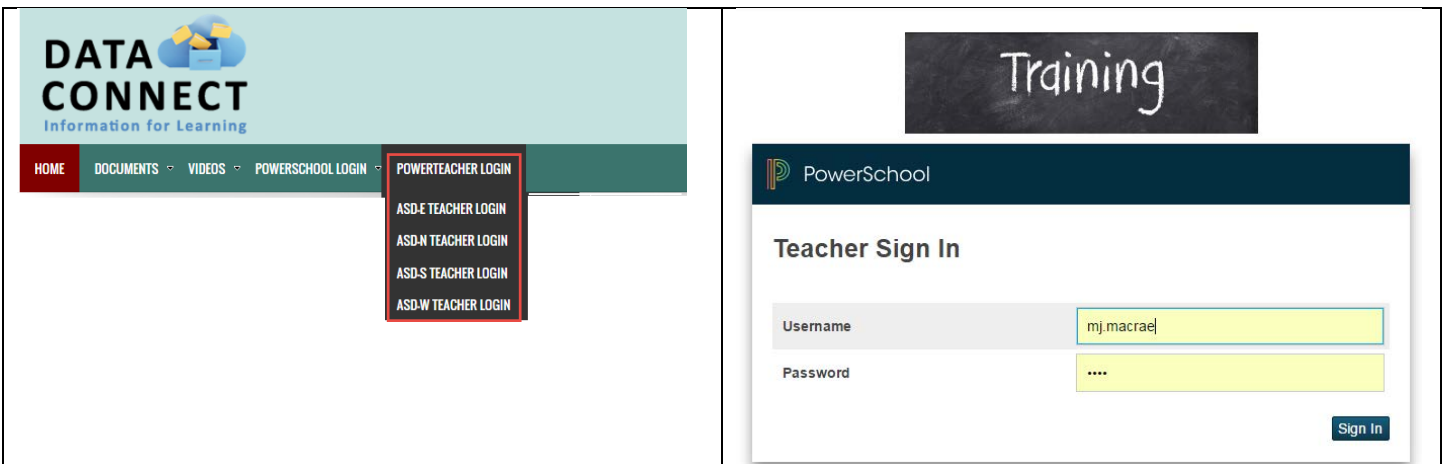 DATA
CONNECT
Information for Learning
HOME DOCUMENTS VIDEOS POWERSCHOOL LOGIN POWERTEACHER LOGIN
ASD-E TEACHER LOGIN
ASD-N TEACHER LOGIN
ASD-S TEACHER LOGIN
ASD-W TEACHER LOGIN
Training
PowerSchool
Teacher Sign In
Username mj.macrae
Password ····
Sign In